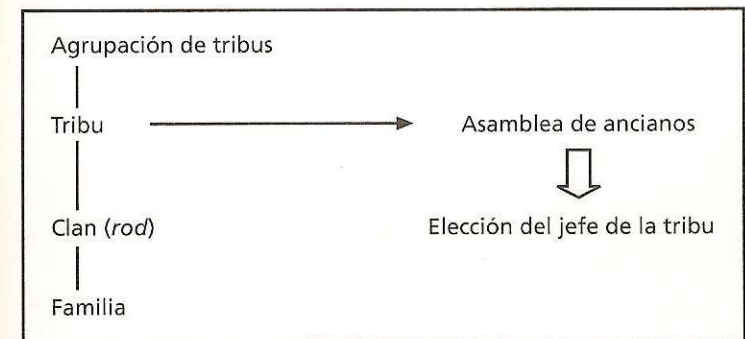 Agrupación de tribus
Tribu
Asamblea de ancianos
Clan (rod)
Elección del jefe de la tribu
Familia